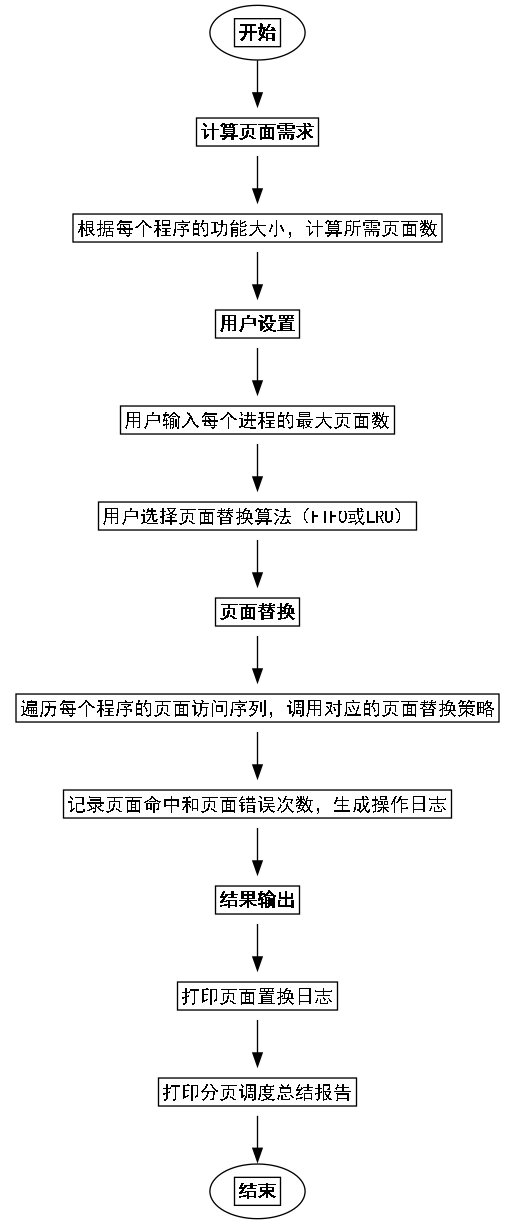 开始
计算页面需求
根据每个程序的功能大小，计算所需页面数
用户设置
用户输入每个进程的最大页面数
用户选择页面替换算法（FIFO或LRU）
页面替换
遍历每个程序的页面访问序列，调用对应的页面替换策略
记录页面命中和页面错误次数，生成操作日志
结果输出
打印页面置换日志
打印分页调度总结报告
结束